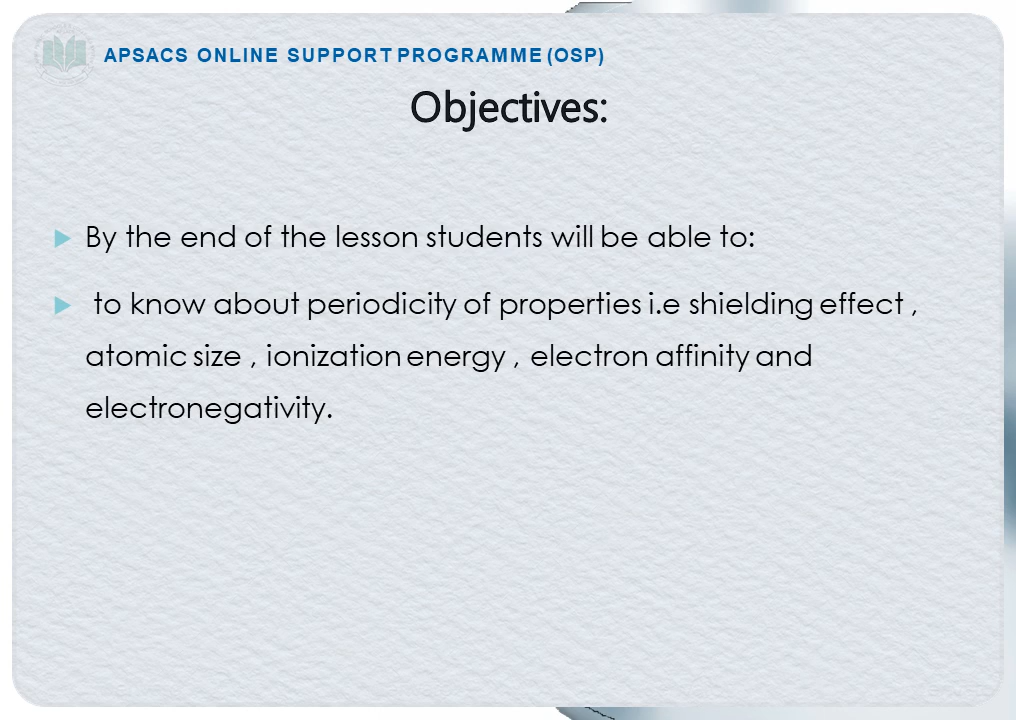 APSACS ONLINE SUPPORT PROGRAMME (OSP)
Objectives:
By the end of the lesson students will be able to:
to know about periodicity of properties i.e shielding effect ,
atomic size , ionization energy , electron affinity and
electronegativity.